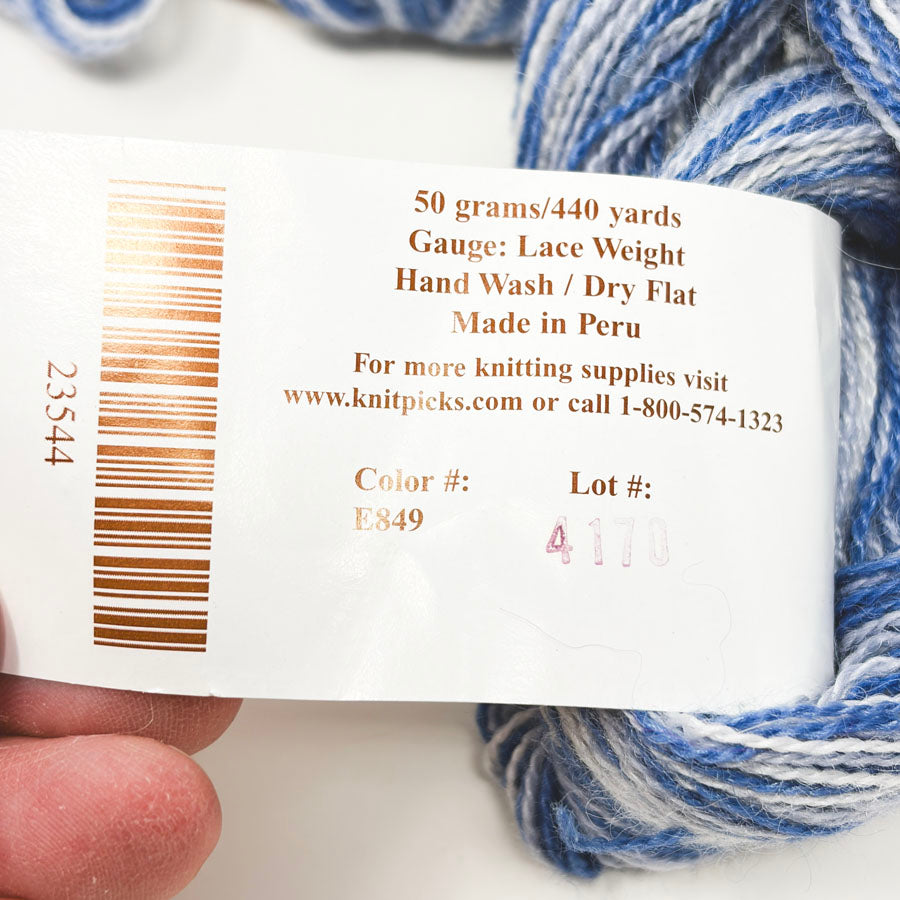 50 grams/440 yards
Gauge: Lace Weight
Hand Wash / Dry Flat
Made in Peru
For more knitting supplies visit
www.knitpicks.com or call 1-800-574-1323
Color #: Lot #:
E849 4170
23544